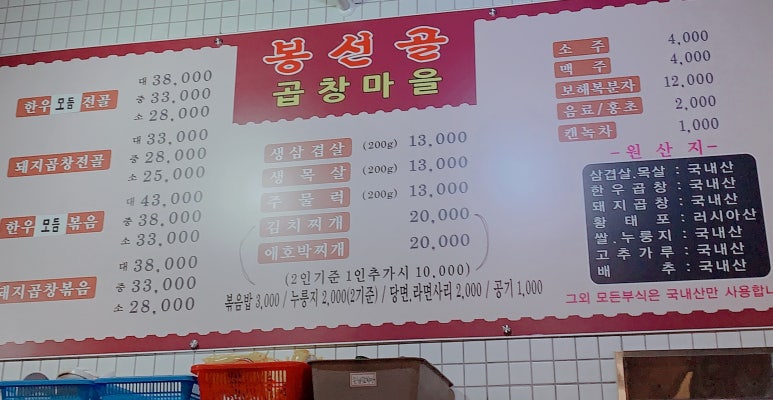 봉선골
곱창마을
한우모듬전골
대 38,000
중 33,000
소 28,000
돼지곱창전골
대 33,000
중 28,000
소 25,000
한우모듬볶음
대 43,000
중 38,000
소 33,000
돼지곱창볶음
대 38,000
중 33,000
소 28,000
생삼겹살 (200g) 13,000
생목살 (200g) 13,000
주물럭 (200g) 13,000
김치찌개 20,000
애호박찌개 20,000
(2인기준 1인추가시 10,000)
볶음밥 3,000 / 누룽지 2,000(2기준) / 당면,라면사리 2,000 / 공기 1,000
소주 4,000
맥주 4,000
보해복분자 12,000
음료/홍초 2,000
캔녹차 1,000
-원산지-
삼겹살.목살 : 국내산
한우곱창 : 국내산
돼지곱창 : 국내산
황태포 : 러시아산
쌀.누룽지 : 국내산
고추가루 : 국내산
배추 : 국내산
그외 모든부식은 국내산만 사용합니